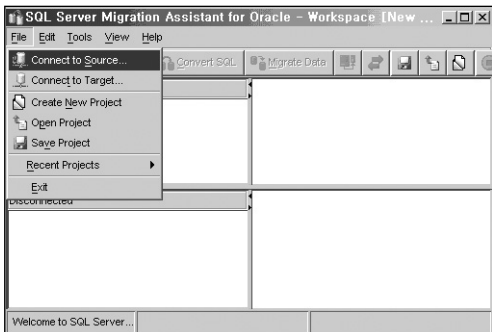 SQL Server Migration Assistant for Oracle - Workspace [New ...
File Edit Tools View Help
Connect to Source...
Convert SQL
Migrate Data
Connect to Target...
Create New Project
Open Project
Save Project
Recent Projects
Exit
Disconnected
Welcome to SQL Server...